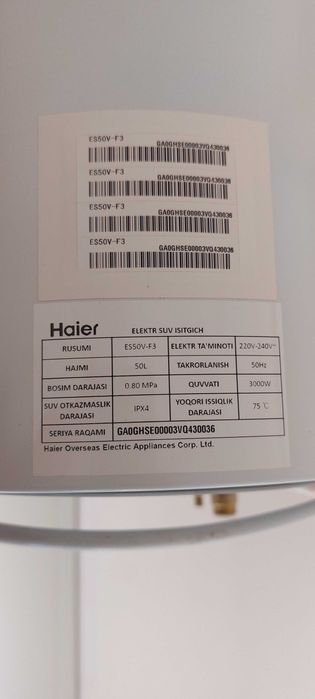 ES50V-F3
GA0GHSE00003VQ430036
ES50V-F3
GA0GHSE00003VQ430036
ES50V-F3
GA0GHSE00003VQ430036
ES50V-F3
GA0GHSE00003VQ430036
Haier ELEKTR SUV ISITGICH
RUSUMI ES50V-F3 ELEKTR TA'MINOTI 220V-240V~
HAJMI 50L TAKRORLANISH 50Hz
BOSIM DARAJASI 0.80 MPa QUVVATI 3000W
SUV OTKAZMASLIK DARAJASI IPX4 YOQORI ISSIQLIK DARAJASI 75 ℃
SERIYA RAQAMI GA0GHSE00003VQ430036
Haier Overseas Electric Appliances Corp. Ltd.